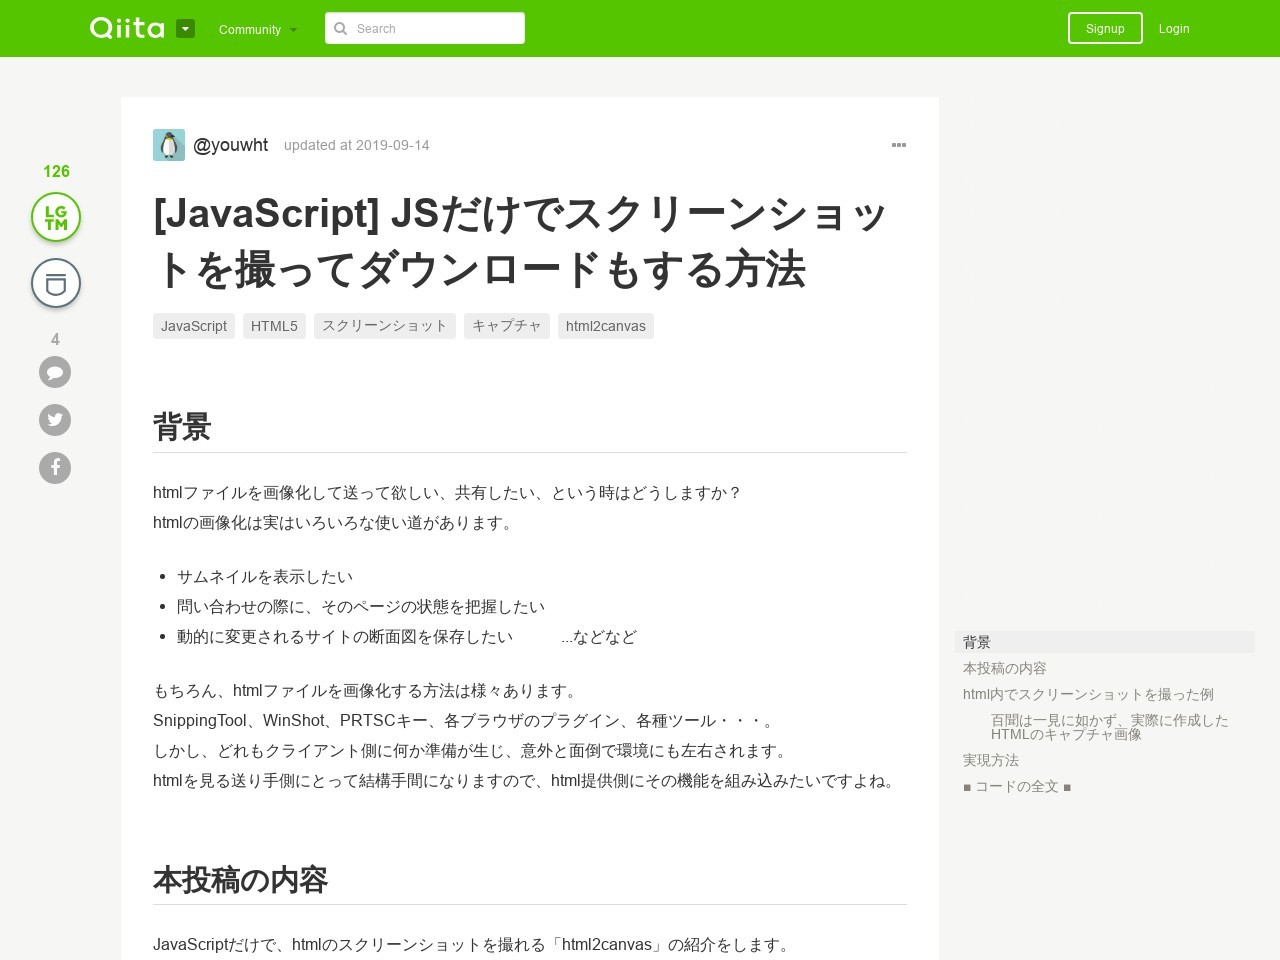 Qiita
Community
Search
Signup
Login
126
LG
TM
4
@youwht updated at 2019-09-14
[JavaScript] JSだけでスクリーンショッ
トを撮ってダウンロードもする方法
JavaScript HTML5 スクリーンショット キャプチャ html2canvas
背景
htmlファイルを画像化して送って欲しい、共有したい、という時はどうしますか？
htmlの画像化は実はいろいろな使い道があります。
サムネイルを表示したい
問い合わせの際に、そのページの状態を把握したい
動的に変更されるサイトの断面図を保存したい　　　...などなど
もちろん、htmlファイルを画像化する方法は様々あります。
SnippingTool、WinShot、PRTSCキー、各ブラウザのプラグイン、各種ツール・・・。
しかし、どれもクライアント側に何か準備が生じ、意外と面倒で環境にも左右されます。
htmlを見る送り手側にとって結構手間になりますので、html提供側にその機能を組み込みたいですよね。
本投稿の内容
JavaScriptだけで、htmlのスクリーンショットを撮れる「html2canvas」の紹介をします。
背景
本投稿の内容
html内でスクリーンショットを撮った例
百聞は一見に如かず、実際に作成した
HTMLのキャプチャ画像
実現方法
■ コードの全文 ■